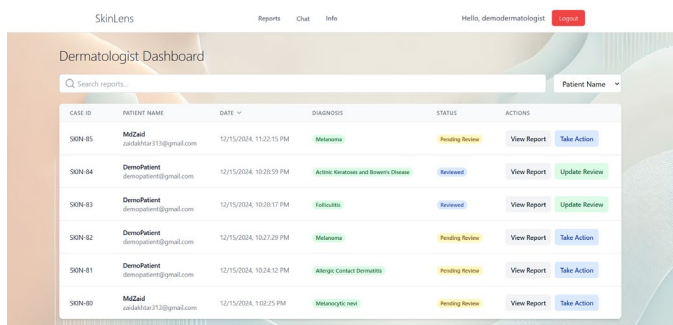 SkinLens Reports Chat Info Hello, demodermatologist Logout
Dermatologist Dashboard
Search reports... Patient Name
CASE ID PATIENT NAME DATE DIAGNOSIS STATUS ACTIONS
SKIN-85 MdZaid 12/15/2024, 11:22:15 PM Melanoma Pending Review View Report Take Action
zaidakhtar313@gmail.com
SKIN-84 DemoPatient 12/15/2024, 10:28:59 PM Actinic Keratoses and Bowen's Disease Reviewed View Report Update Review
demopatient@gmail.com
SKIN-83 DemoPatient 12/15/2024, 10:28:17 PM Folliculitis Reviewed View Report Update Review
demopatient@gmail.com
SKIN-82 DemoPatient 12/15/2024, 10:27:29 PM Melanoma Pending Review View Report Take Action
demopatient@gmail.com
SKIN-81 DemoPatient 12/15/2024, 10:24:12 PM Allergic Contact Dermatitis Pending Review View Report Take Action
demopatient@gmail.com
SKIN-80 MdZaid 12/15/2024, 1:02:25 PM Melanocytic nevi Pending Review View Report Take Action
zaidakhtar313@gmail.com